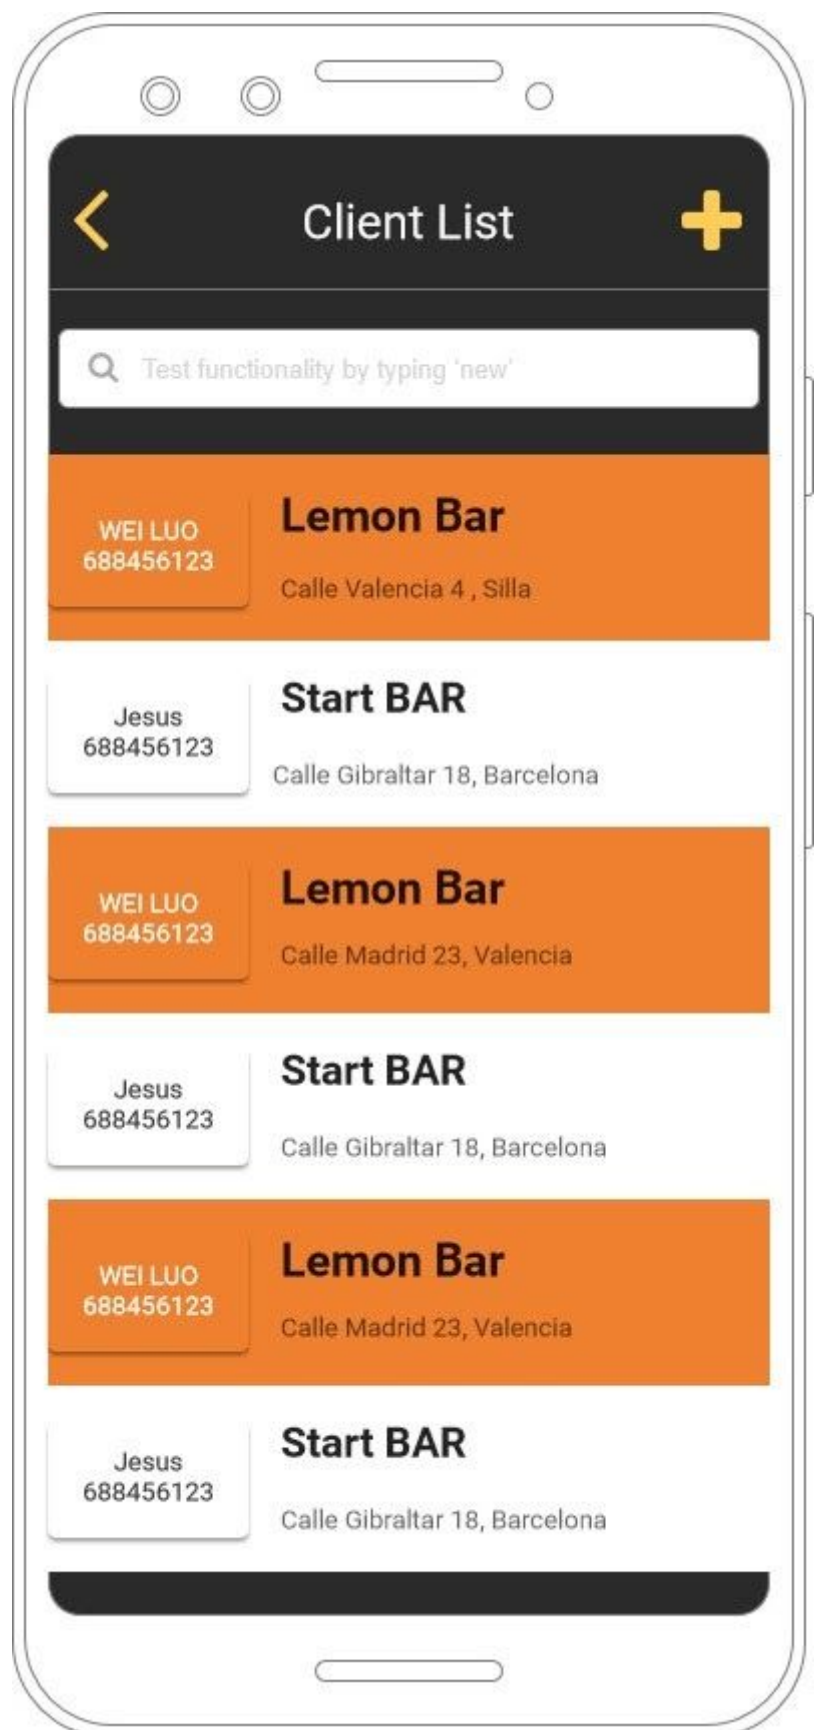 Client List
Test functionality by typing 'new'
WEI LUO
688456123
Lemon Bar
Calle Valencia 4 , Silla
Jesus
688456123
Start BAR
Calle Gibraltar 18, Barcelona
WEI LUO
688456123
Lemon Bar
Calle Madrid 23, Valencia
Jesus
688456123
Start BAR
Calle Gibraltar 18, Barcelona
WEI LUO
688456123
Lemon Bar
Calle Madrid 23, Valencia
Jesus
688456123
Start BAR
Calle Gibraltar 18, Barcelona